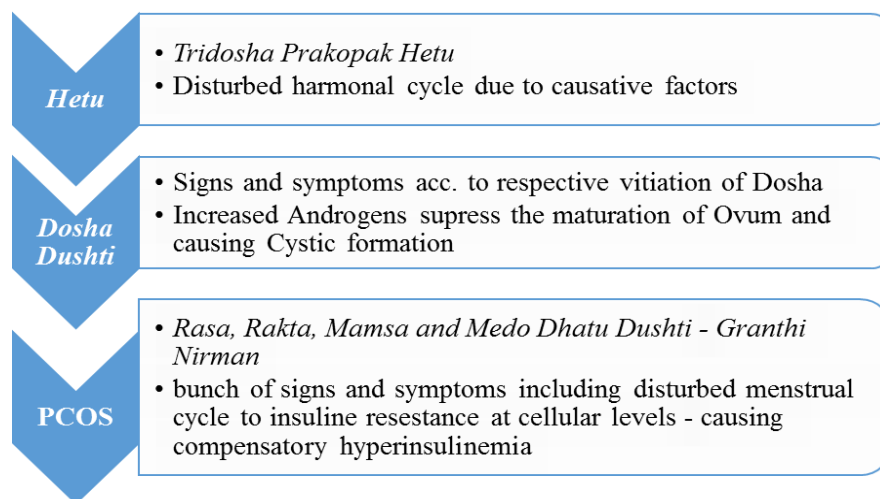 Hetu
• Tridosha Prakopak Hetu
• Disturbed harmonal cycle due to causative factors
Dosha
Dushti
• Signs and symptoms acc. to respective vitiation of Dosha
• Increased Androgens supress the maturation of Ovum and
causing Cystic formation
PCOS
• Rasa, Rakta, Mamsa and Medo Dhatu Dushti - Granthi
Nirman
• bunch of signs and symptoms including disturbed menstrual
cycle to insuline resestance at cellular levels - causing
compensatory hyperinsulinemia